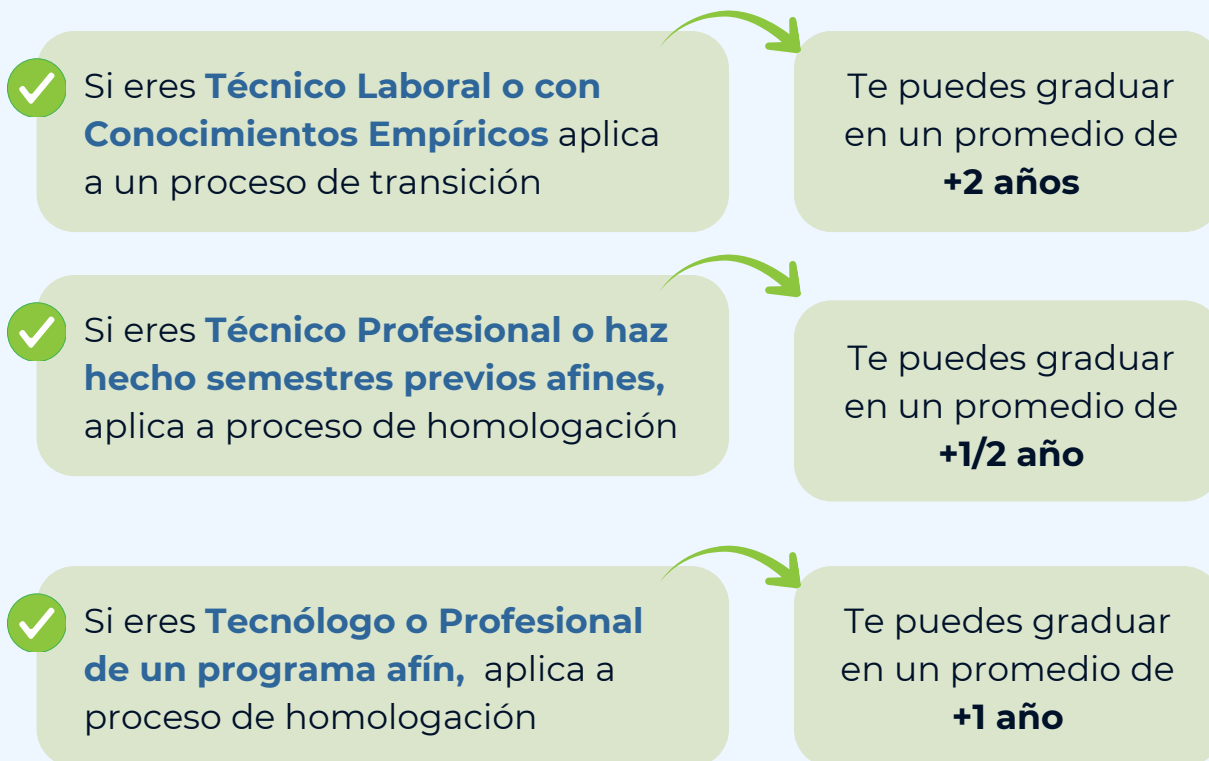 Si eres Técnico Laboral o con
Conocimientos Empíricos aplica
a un proceso de transición
Te puedes graduar
en un promedio de
+2 años
Si eres Técnico Profesional o haz
hecho semestres previos afines,
aplica a proceso de homologación
Te puedes graduar
en un promedio de
+1/2 año
Si eres Tecnólogo o Profesional
de un programa afín, aplica a
proceso de homologación
Te puedes graduar
en un promedio de
+1 año